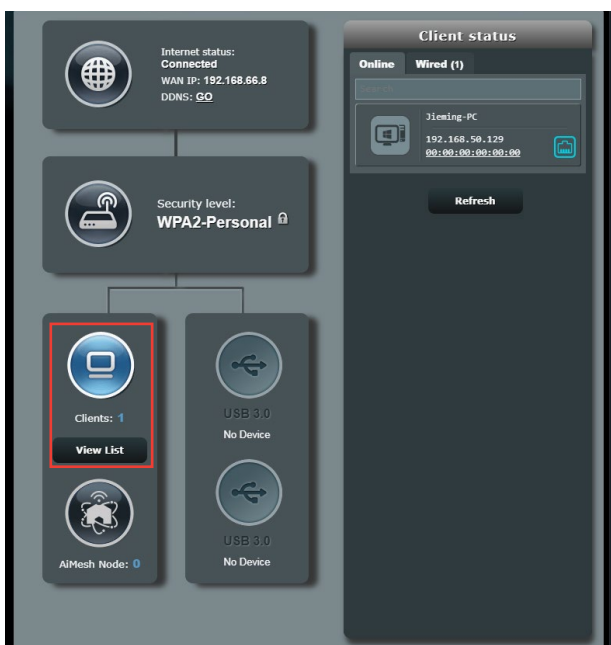 Internet status:
Connected
WAN IP: 192.168.66.8
DDNS: GO
Security level:
WPA2-Personal
Clients: 1
View List
AiMesh Node: 0
USB 3.0
No Device
USB 3.0
No Device
Client status
Online
Wired (1)
Search
Jieming-PC
192.168.50.129
00:00:00:00:00:00
Refresh